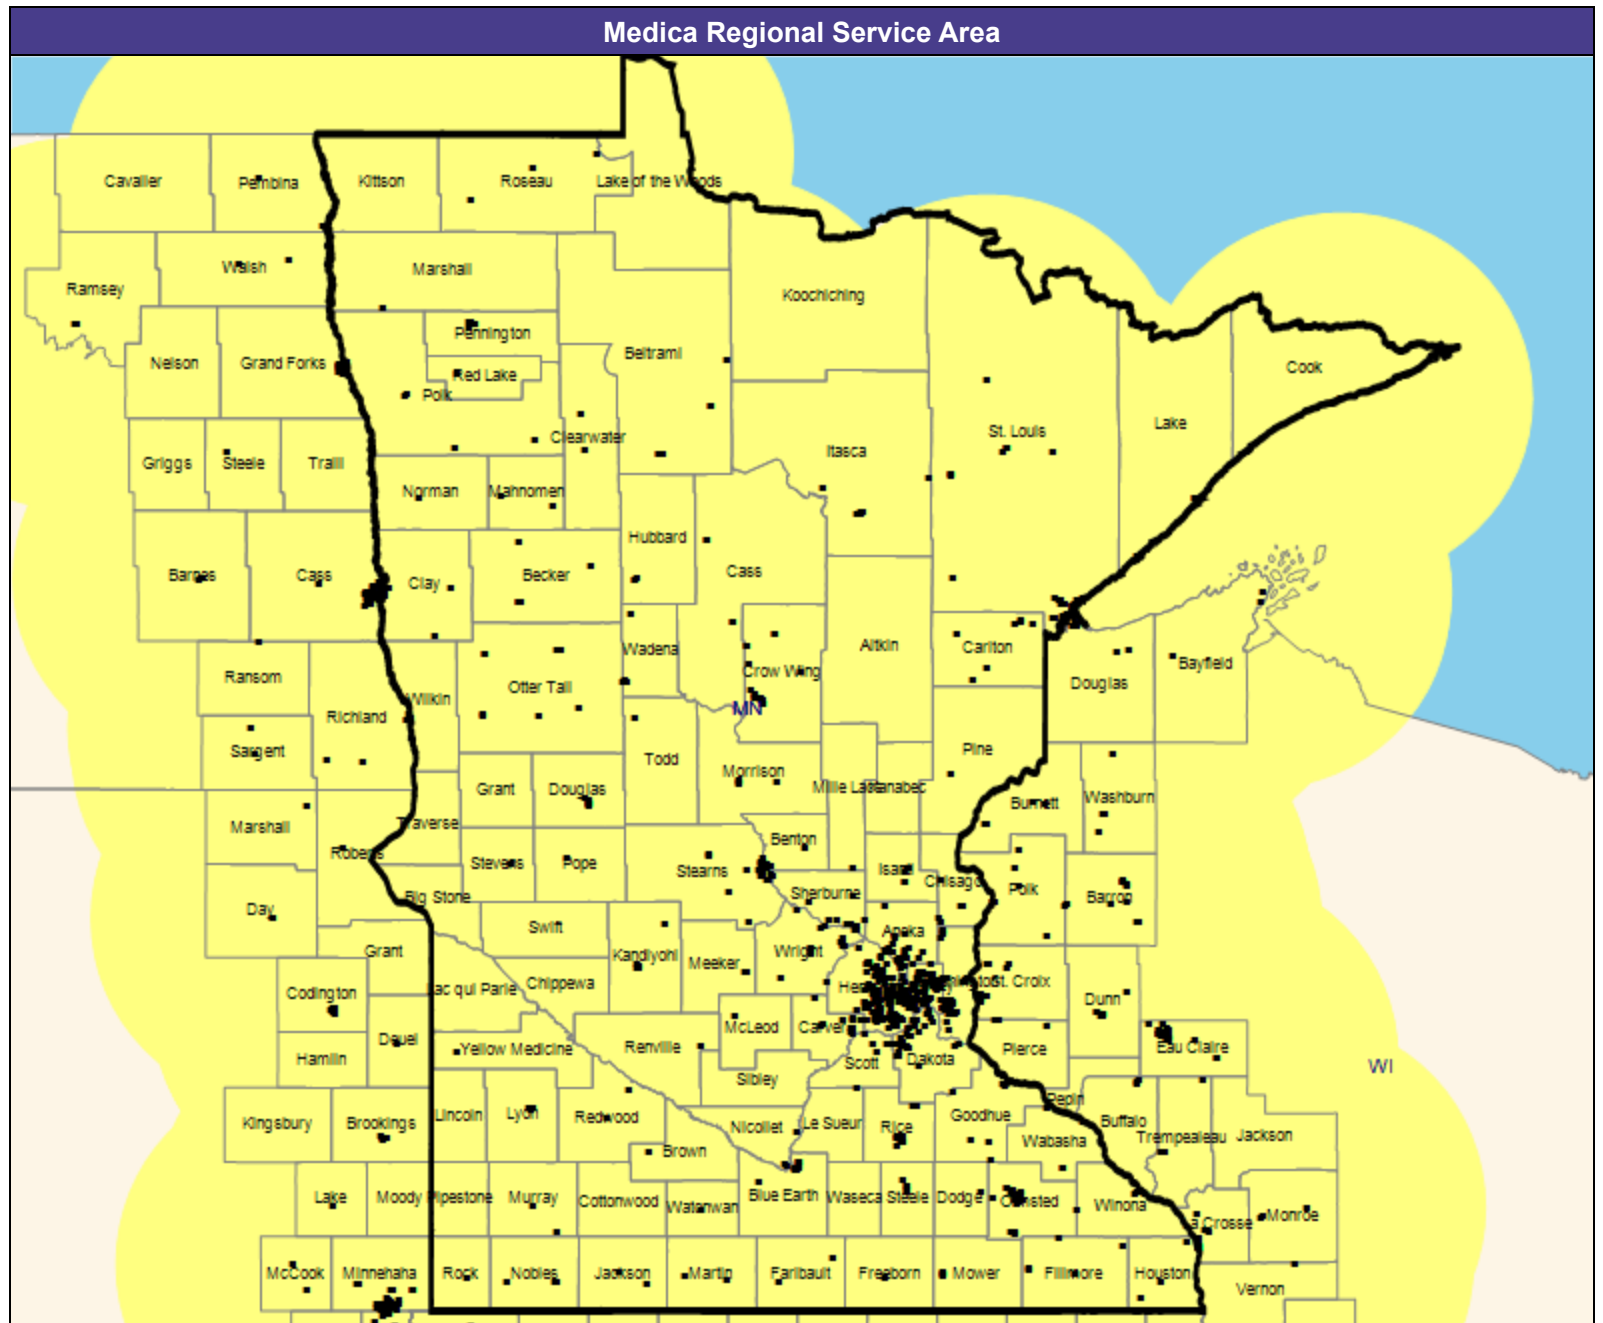 Medica Regional Service Area
Cavalier
Pembina
Kittson
Roseau
Lake of the Woods
Ramsey
Walsh
Marshall
Koochiching
Nelson
Grand Forks
Pennington
Red Lake
Polk
Beltrami
Cook
Lake
St. Louis
Griggs
Steele
Traill
Clearwater
Itasca
Norman
Mahnomen
Hubbard
Barnes
Cass
Clay
Becker
Cass
Ransom
Richland
Wilkin
Otter Tail
Wadena
Crow Wing
Aitkin
Carlton
Douglas
Bayfield
MN
Sargent
Todd
Morrison
Pine
Grant
Douglas
Mille Lacs
Kanabec
Burnett
Washburn
Marshall
Roberts
Traverse
Stevens
Pope
Stearns
Benton
Isanti
Chisago
Polk
Barron
Sherburne
Day
Big Stone
Swift
Anoka
Grant
Kandiyohi
Meeker
Wright
Codington
Lac qui Parle
Chippewa
St. Croix
Dunn
Deuel
McLeod
Carver
Hamlin
Yellow Medicine
Renville
Scott
Dakota
Pierce
Eau Claire
WI
Sibley
Kingsbury
Brookings
Lincoln
Lyon
Redwood
Nicollet
Le Sueur
Rice
Goodhue
Pepin
Buffalo
Trempealeau
Jackson
Brown
Wabasha
Lake
Moody
Pipestone
Murray
Cottonwood
Watonwan
Blue Earth
Waseca
Steele
Dodge
Olmsted
Winona
La Crosse
Monroe
McCook
Minnehaha
Rock
Nobles
Jackson
Martin
Faribault
Freeborn
Mower
Fillmore
Houston
Vernon